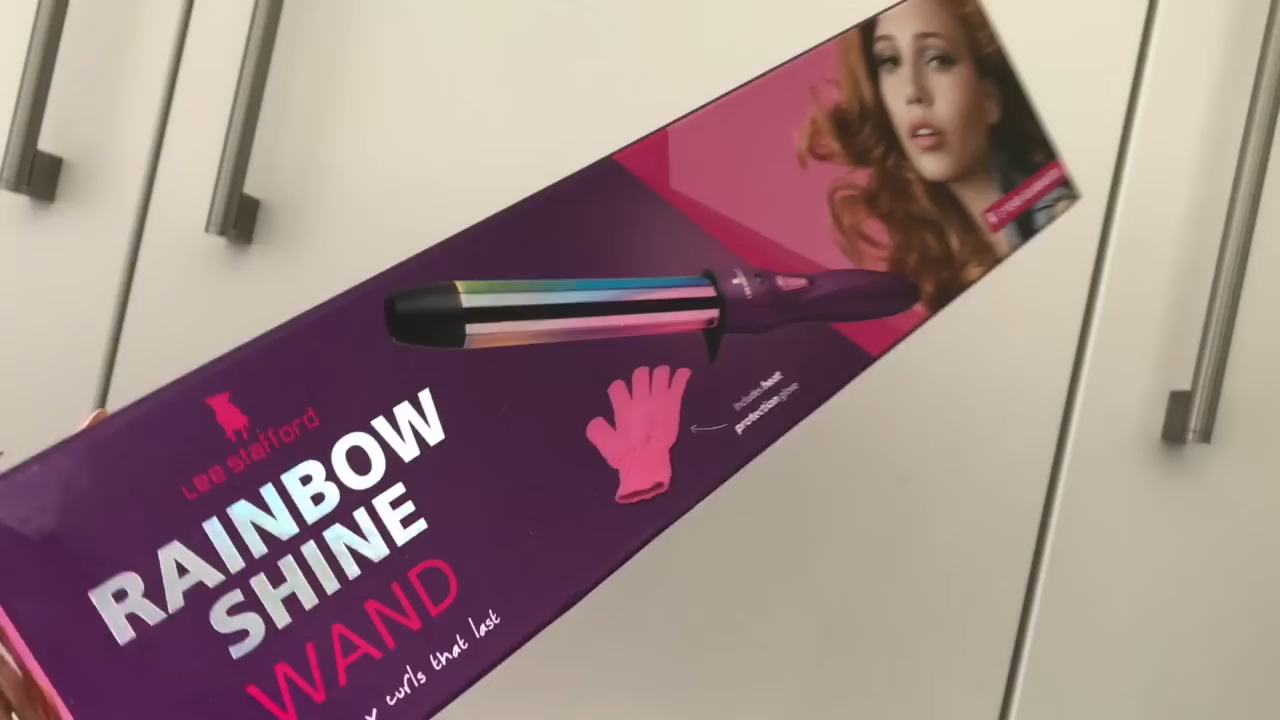 Lee Stafford
RAINBOW
SHINE
WAND
curls that last
includes heat
protection glove